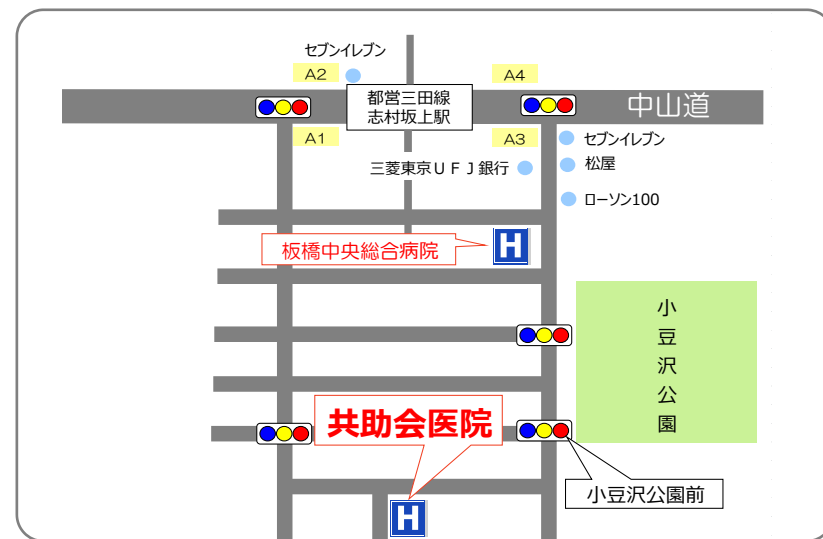 セブンイレブン
A2
A4
都営三田線
志村坂上駅
中山道
A1
A3
セブンイレブン
三菱東京ＵＦＪ銀行
松屋
ローソン100
板橋中央総合病院
H
小豆沢公園
共助会医院
小豆沢公園前
H